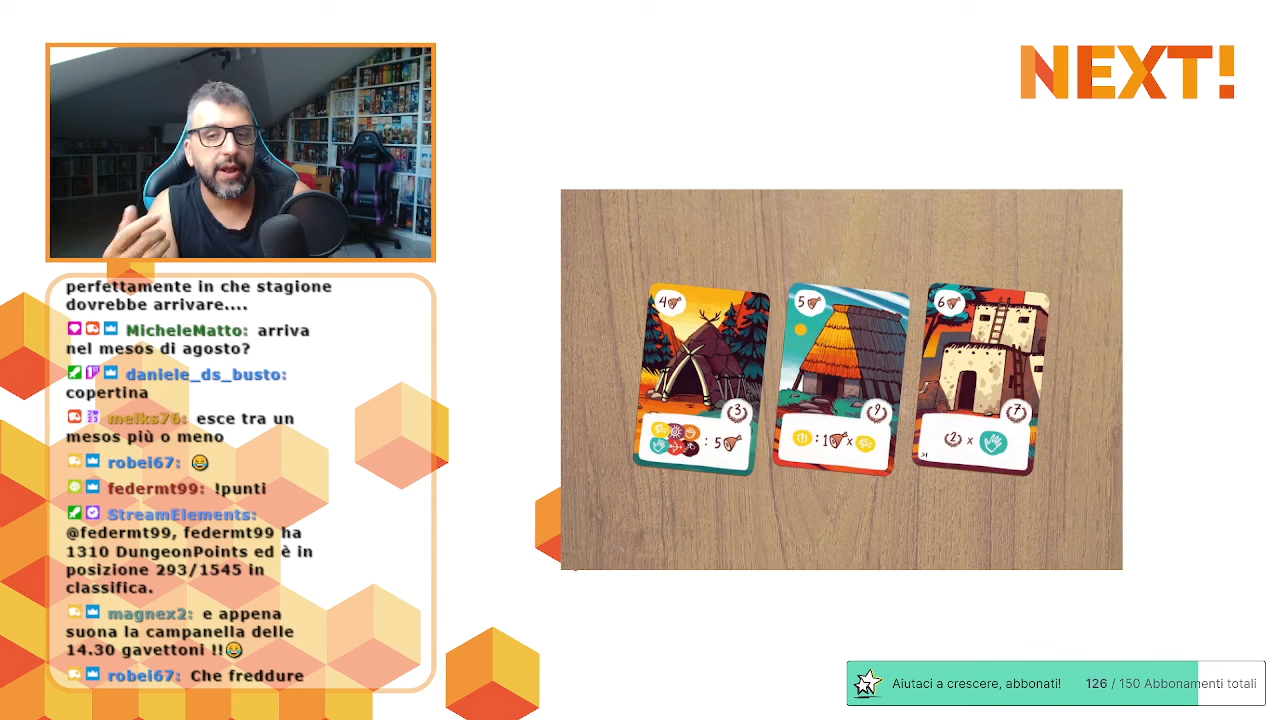 NEXT!
perfettamente in che stagione
dovrebbe arrivare....
MicheleMatto: arriva
nel mesos di agosto?
daniele_ds_busto:
copertina
melks76: esce tra un
mesos più o meno
robei67: 😂
federmt99: !punti
StreamElements:
@federmt99, federmt99 ha
1310 DungeonPoints ed è in
posizione 293/1545 in
classifica.
magnex2: e appena
suona la campanella delle
14.30 gavettoni !!😂
robei67: Che freddure
4
3
: 5
5
9
: 1 x
6
7
2 x
Aiutaci a crescere, abbonati! 126 / 150 Abbonamenti totali